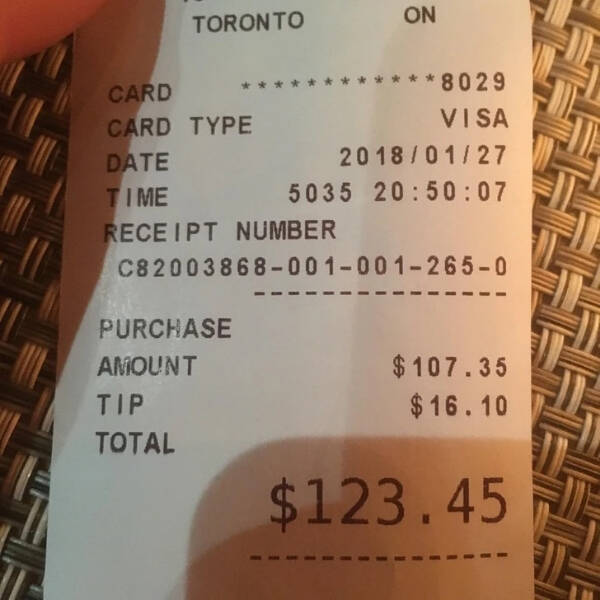 TORONTO ON
CARD ************8029
CARD TYPE VISA
DATE 2018/01/27
TIME 5035 20:50:07
RECEIPT NUMBER
C82003868-001-001-265-0
---------------
PURCHASE
AMOUNT $107.35
TIP $16.10
TOTAL
$123.45
---------------